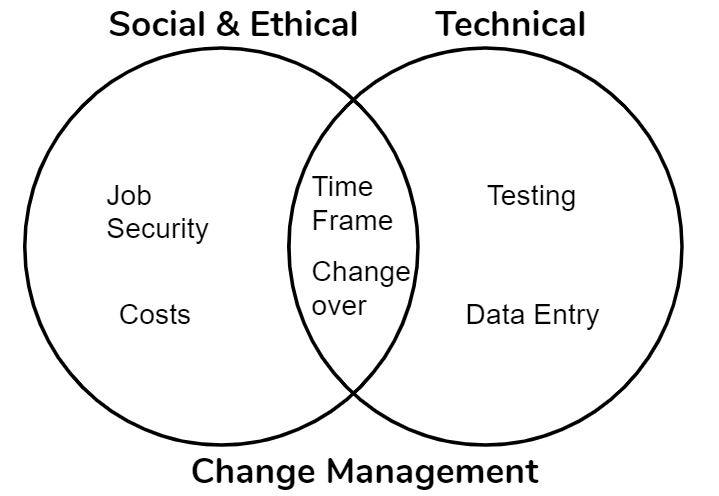 Social & Ethical
Technical
Job
Security
Costs
Time
Frame
Change
over
Testing
Data Entry
Change Management